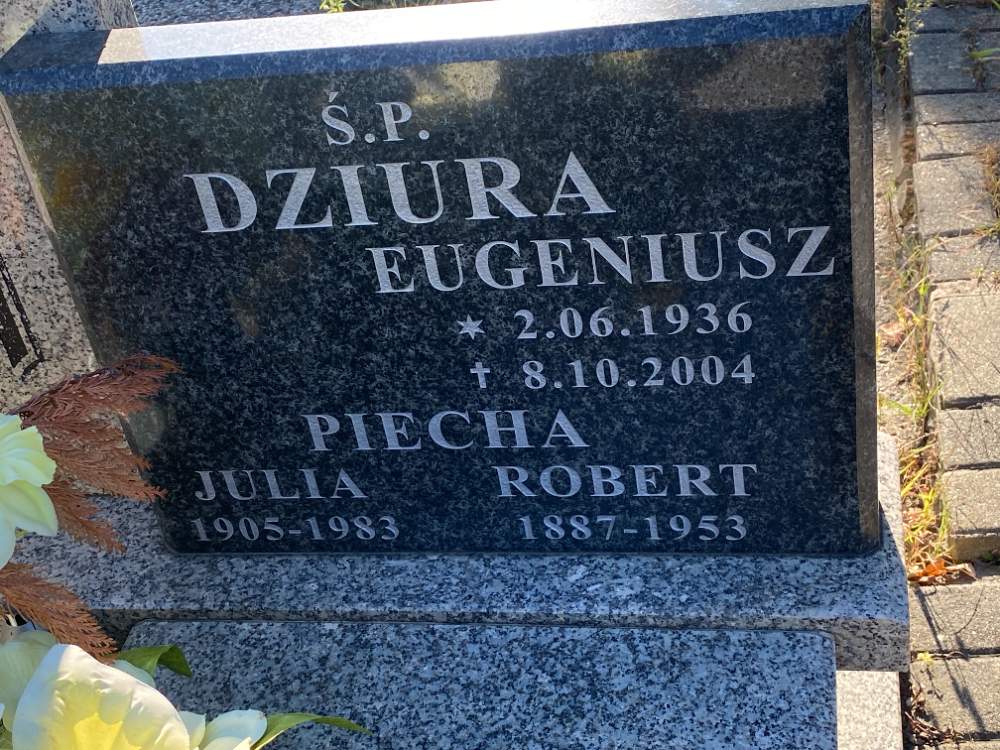 Ś.P.
DZIURA
EUGENIUSZ
* 2.06.1936
✝ 8.10.2004
PIECHA
JULIA ROBERT
1905-1983 1887-1953